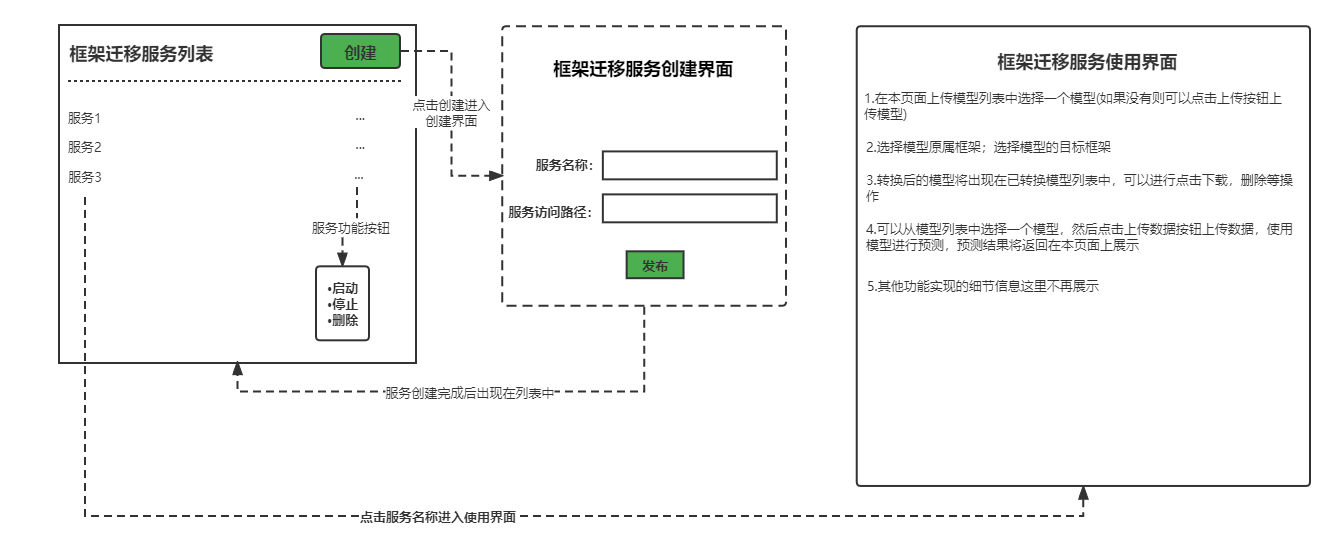 框架迁移服务列表
创建
服务1
...
服务2
...
服务3
...
服务功能按钮
•启动
•停止
•删除
点击创建进入
创建界面
框架迁移服务创建界面
服务名称：
服务访问路径：
发布
服务创建完成后出现在列表中
点击服务名称进入使用界面
框架迁移服务使用界面
1.在本页面上传模型列表中选择一个模型(如果没有则可以点击上传按钮上
传模型)
2.选择模型原属框架；选择模型的目标框架
3.转换后的模型将出现在已转换模型列表中，可以进行点击下载，删除等操
作
4.可以从模型列表中选择一个模型，然后点击上传数据按钮上传数据，使用
模型进行预测，预测结果将返回在本页面上展示
5.其他功能实现的细节信息这里不再展示